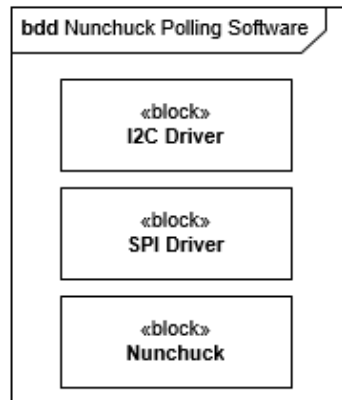 bdd Nunchuck Polling Software
«block»
I2C Driver
«block»
SPI Driver
«block»
Nunchuck